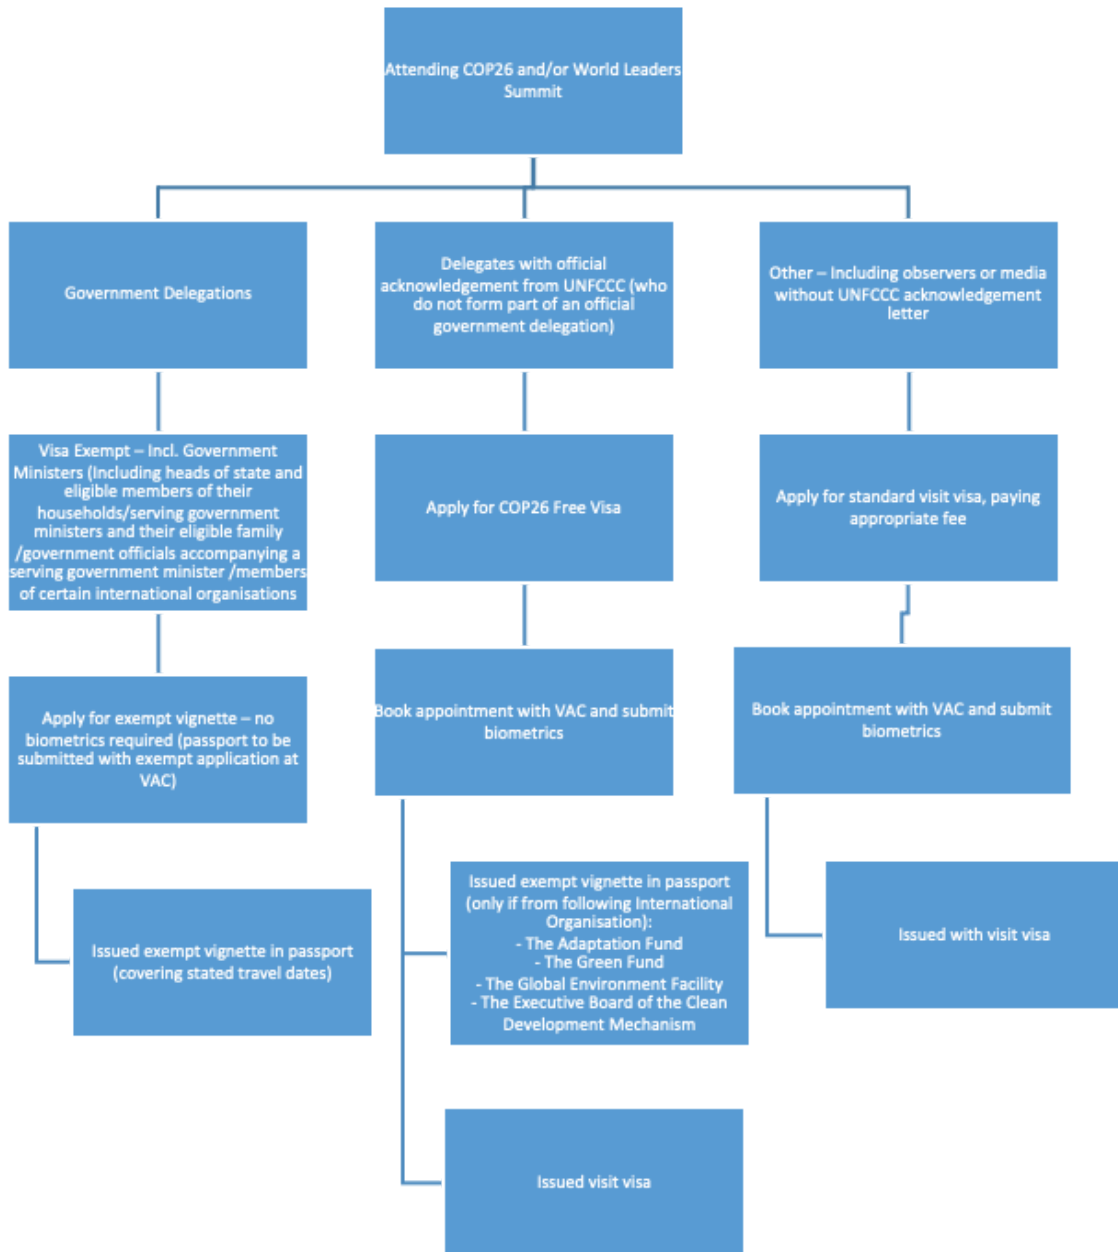 Attending COP26 and/or World Leaders
Summit
Government Delegations
Delegates with official
acknowledgement from UNFCCC (who
do not form part of an official
government delegation)
Other – Including observers or media
without UNFCCC acknowledgement
letter
Visa Exempt – Incl. Government
Ministers (Including heads of state and
eligible members of their
households/serving government
ministers and their eligible family
/government officials accompanying a
serving government minister /members
of certain international organisations
Apply for COP26 Free Visa
Apply for standard visit visa, paying
appropriate fee
Apply for exempt vignette – no
biometrics required (passport to be
submitted with exempt application at
VAC)
Book appointment with VAC and submit
biometrics
Book appointment with VAC and submit
biometrics
Issued exempt vignette in passport
(covering stated travel dates)
Issued exempt vignette in passport
(only if from following International
Organisation):
- The Adaptation Fund
- The Green Fund
- The Global Environment Facility
- The Executive Board of the Clean
Development Mechanism
Issued with visit visa
Issued visit visa